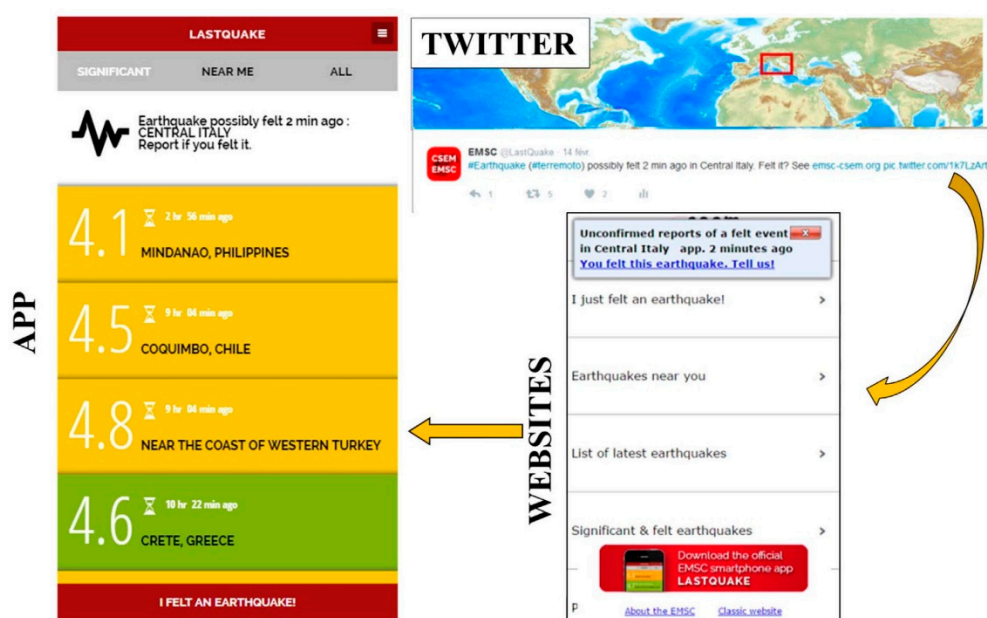 APP
LASTQUAKE
SIGNIFICANT NEAR ME ALL
Earthquake possibly felt 2 min ago :
CENTRAL ITALY
Report if you felt it.
4.1 2 hr 56 min ago
MINDANAO, PHILIPPINES
4.5 9 hr 04 min ago
COQUIMBO, CHILE
4.8 9 hr 04 min ago
NEAR THE COAST OF WESTERN TURKEY
4.6 10 hr 22 min ago
CRETE, GREECE
I FELT AN EARTHQUAKE!
TWITTER
CSEM
EMSC
EMSC @LastQuake · 14 févr.
#Earthquake (#terremoto) possibly felt 2 min ago in Central Italy. Felt it? See emsc-csem.org pic.twitter.com/1k7LzArf
1 5 2
WEBSITES
Unconfirmed reports of a felt event X
in Central Italy app. 2 minutes ago
You felt this earthquake. Tell us!
I just felt an earthquake! >
Earthquakes near you >
List of latest earthquakes >
Significant & felt earthquakes >
Download the official
EMSC smartphone app
LASTQUAKE
P
About the EMSC Classic website